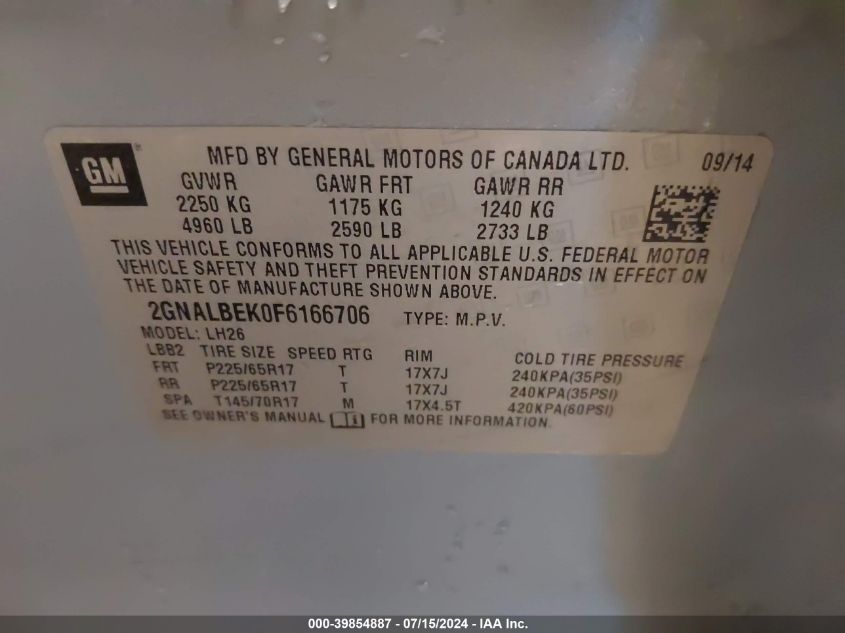 GM MFD BY GENERAL MOTORS OF CANADA LTD. 09/14
GVWR GAWR FRT GAWR RR
2250 KG 1175 KG 1240 KG
4960 LB 2590 LB 2733 LB
THIS VEHICLE CONFORMS TO ALL APPLICABLE U.S. FEDERAL MOTOR
VEHICLE SAFETY AND THEFT PREVENTION STANDARDS IN EFFECT ON
THE DATE OF MANUFACTURE SHOWN ABOVE.
2GNALBEK0F6166706 TYPE: M.P.V.
MODEL: LH26
LBB2 TIRE SIZE SPEED RTG RIM COLD TIRE PRESSURE
FRT P225/65R17 T 17X7J 240KPA(35PSI)
RR P225/65R17 T 17X7J 240KPA(35PSI)
SPA T145/70R17 M 17X4.5T 420KPA(60PSI)
SEE OWNER'S MANUAL FOR MORE INFORMATION.
000-39854887 - 07/15/2024 - IAA Inc.